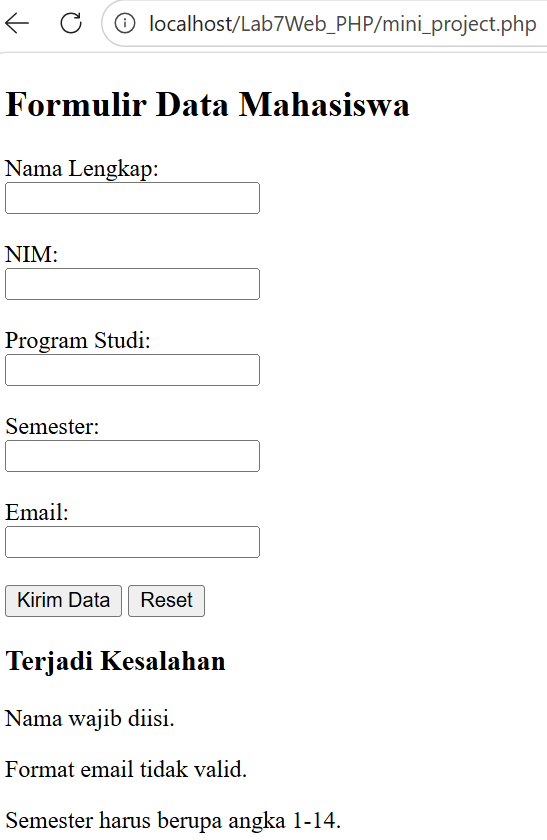 localhost/Lab7Web_PHP/mini_project.php
Formulir Data Mahasiswa
Nama Lengkap:
NIM:
Program Studi:
Semester:
Email:
Kirim Data Reset
Terjadi Kesalahan
Nama wajib diisi.
Format email tidak valid.
Semester harus berupa angka 1-14.